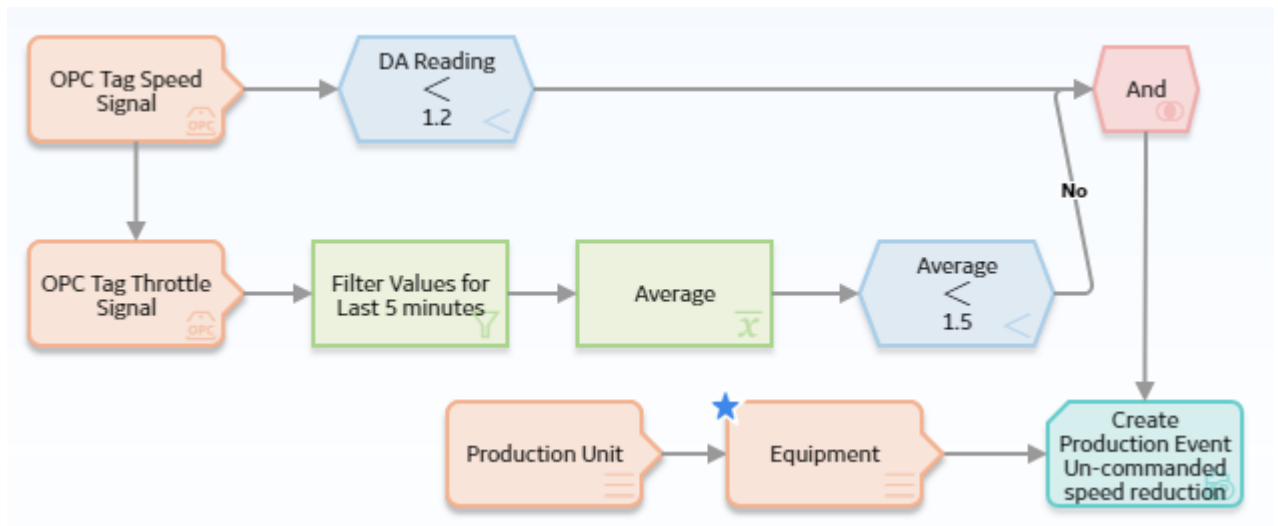 OPC Tag Speed
Signal
OPC
DA Reading
<
1.2
<
And
No
OPC Tag Throttle
Signal
OPC
Filter Values for
Last 5 minutes
Average
x
Average
<
1.5
<
Production Unit
Equipment
Create
Production Event
Un-commanded
speed reduction